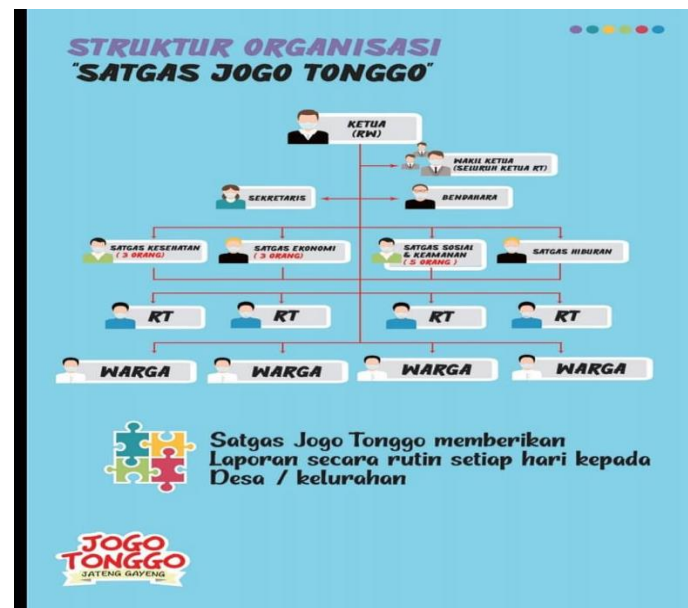 STRUKTUR ORGANISASI
"SATGAS JOGO TONGGO"
KETUA
(RW)
WAKIL KETUA
(SELURUH KETUA RT)
SEKRETARIS
BENDAHARA
SATGAS KESEHATAN
( 3 ORANG)
SATGAS EKONOMI
( 3 ORANG)
SATGAS SOSIAL
& KEAMANAN
( 5 ORANG )
SATGAS HIBURAN
RT
RT
RT
RT
WARGA
WARGA
WARGA
WARGA
Satgas Jogo Tonggo memberikan
Laporan secara rutin setiap hari kepada
Desa / kelurahan
JOGO
TONGGO
JATENG GAYENG